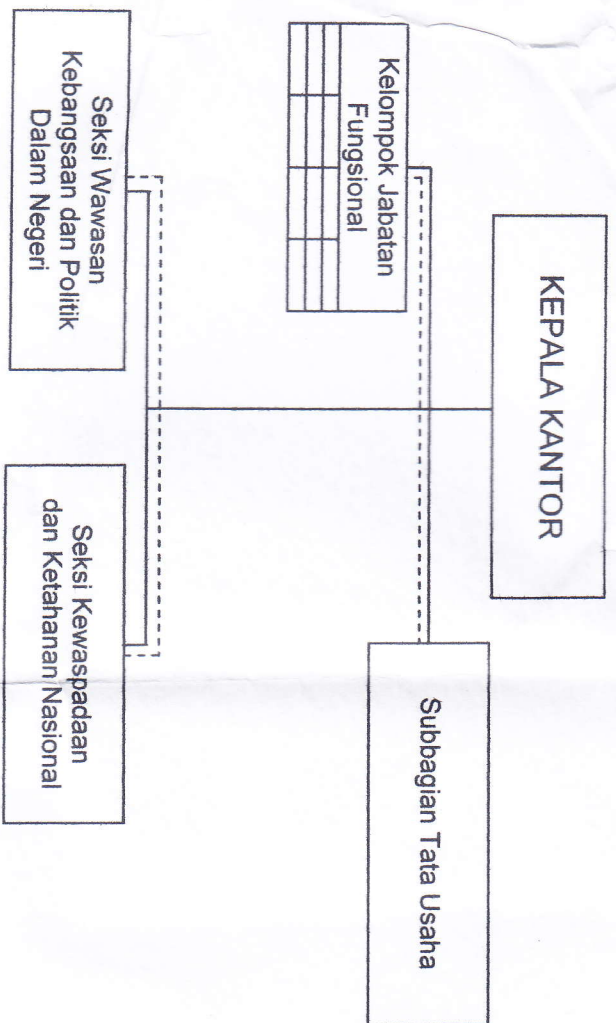 KEPALA KANTOR
Kelompok Jabatan
Fungsional
Subbagian Tata Usaha
Seksi Wawasan
Kebangsaan dan Politik
Dalam Negeri
Seksi Kewaspadaan
dan Ketahanan Nasional